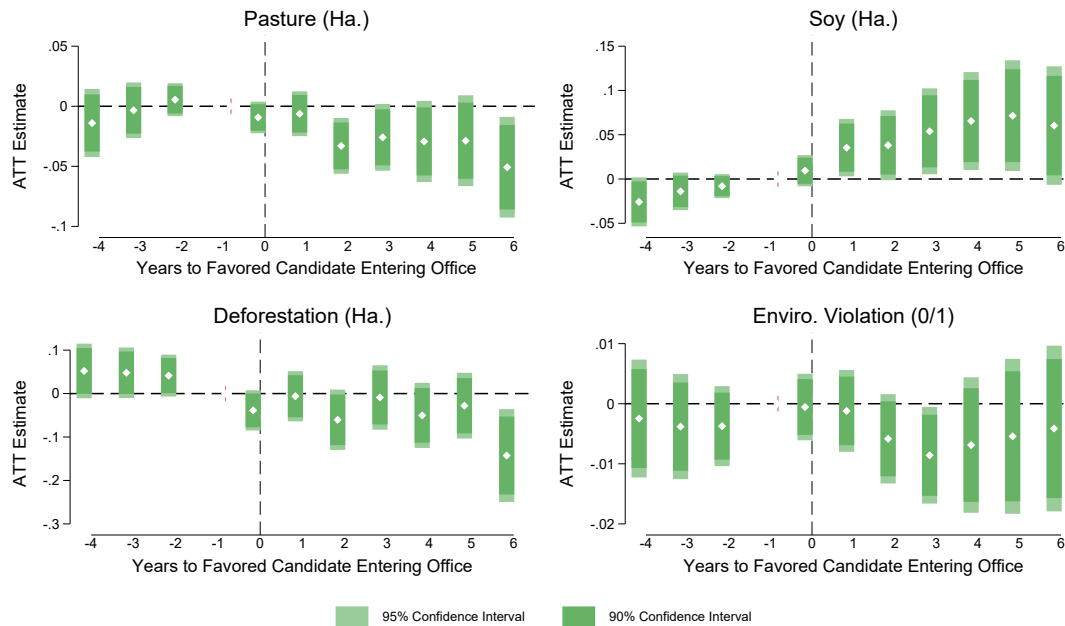 Pasture (Ha.)
.05
0
-.05
-.1
ATT Estimate
-4 -3 -2 -1 0 1 2 3 4 5 6
Years to Favored Candidate Entering Office
Soy (Ha.)
.15
.1
.05
0
-.05
ATT Estimate
-4 -3 -2 -1 0 1 2 3 4 5 6
Years to Favored Candidate Entering Office
Deforestation (Ha.)
.1
0
-.1
-.2
-.3
ATT Estimate
-4 -3 -2 -1 0 1 2 3 4 5 6
Years to Favored Candidate Entering Office
Enviro. Violation (0/1)
.01
0
-.01
-.02
ATT Estimate
-4 -3 -2 -1 0 1 2 3 4 5 6
Years to Favored Candidate Entering Office
95% Confidence Interval
90% Confidence Interval